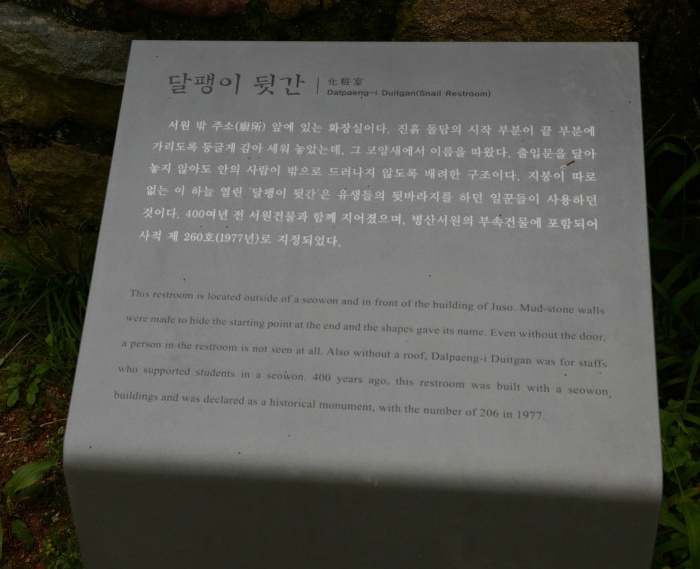 달팽이 뒷간 | 化粧室
Dalpaeng-i Duitgan(Snail Restroom)
서원 밖 주소(廚所) 앞에 있는 화장실이다. 진흙 돌담의 시작 부분이 끝 부분에
가리도록 둥글게 감아 세워 놓았는데, 그 모양새에서 이름을 따왔다. 출입문을 달아
놓지 않아도 안의 사람이 밖으로 드러나지 않도록 배려한 구조이다. 지붕이 따로
없는 이 하늘 열린 '달팽이 뒷간'은 유생들의 뒷바라지를 하던 일꾼들이 사용하던
것이다. 400여년 전 서원건물과 함께 지어졌으며, 병산서원의 부속건물에 포함되어
사적 제 260호(1977년)로 지정되었다.
This restroom is located outside of a seowon and in front of the building of Juso. Mud-stone walls
were made to hide the starting point at the end and the shapes gave its name. Even without the door,
a person in the restroom is not seen at all. Also without a roof, Dalpaeng-i Duitgan was for staffs
who supported students in a seowon. 400 years ago, this restroom was built with a seowon
buildings and was declared as a historical monument, with the number of 206 in 1977.